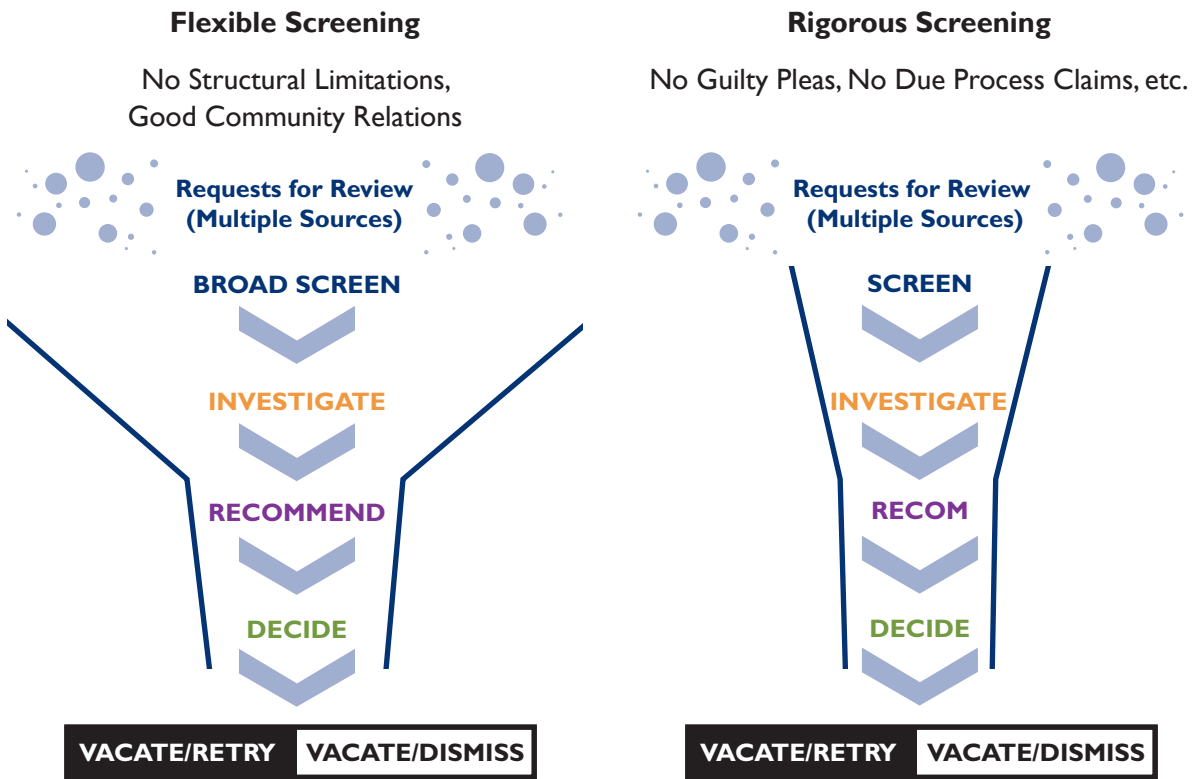 Flexible Screening
No Structural Limitations,
Good Community Relations
Requests for Review
(Multiple Sources)
BROAD SCREEN
INVESTIGATE
RECOMMEND
DECIDE
VACATE/RETRY VACATE/DISMISS
Rigorous Screening
No Guilty Pleas, No Due Process Claims, etc.
Requests for Review
(Multiple Sources)
SCREEN
INVESTIGATE
RECOM
DECIDE
VACATE/RETRY VACATE/DISMISS